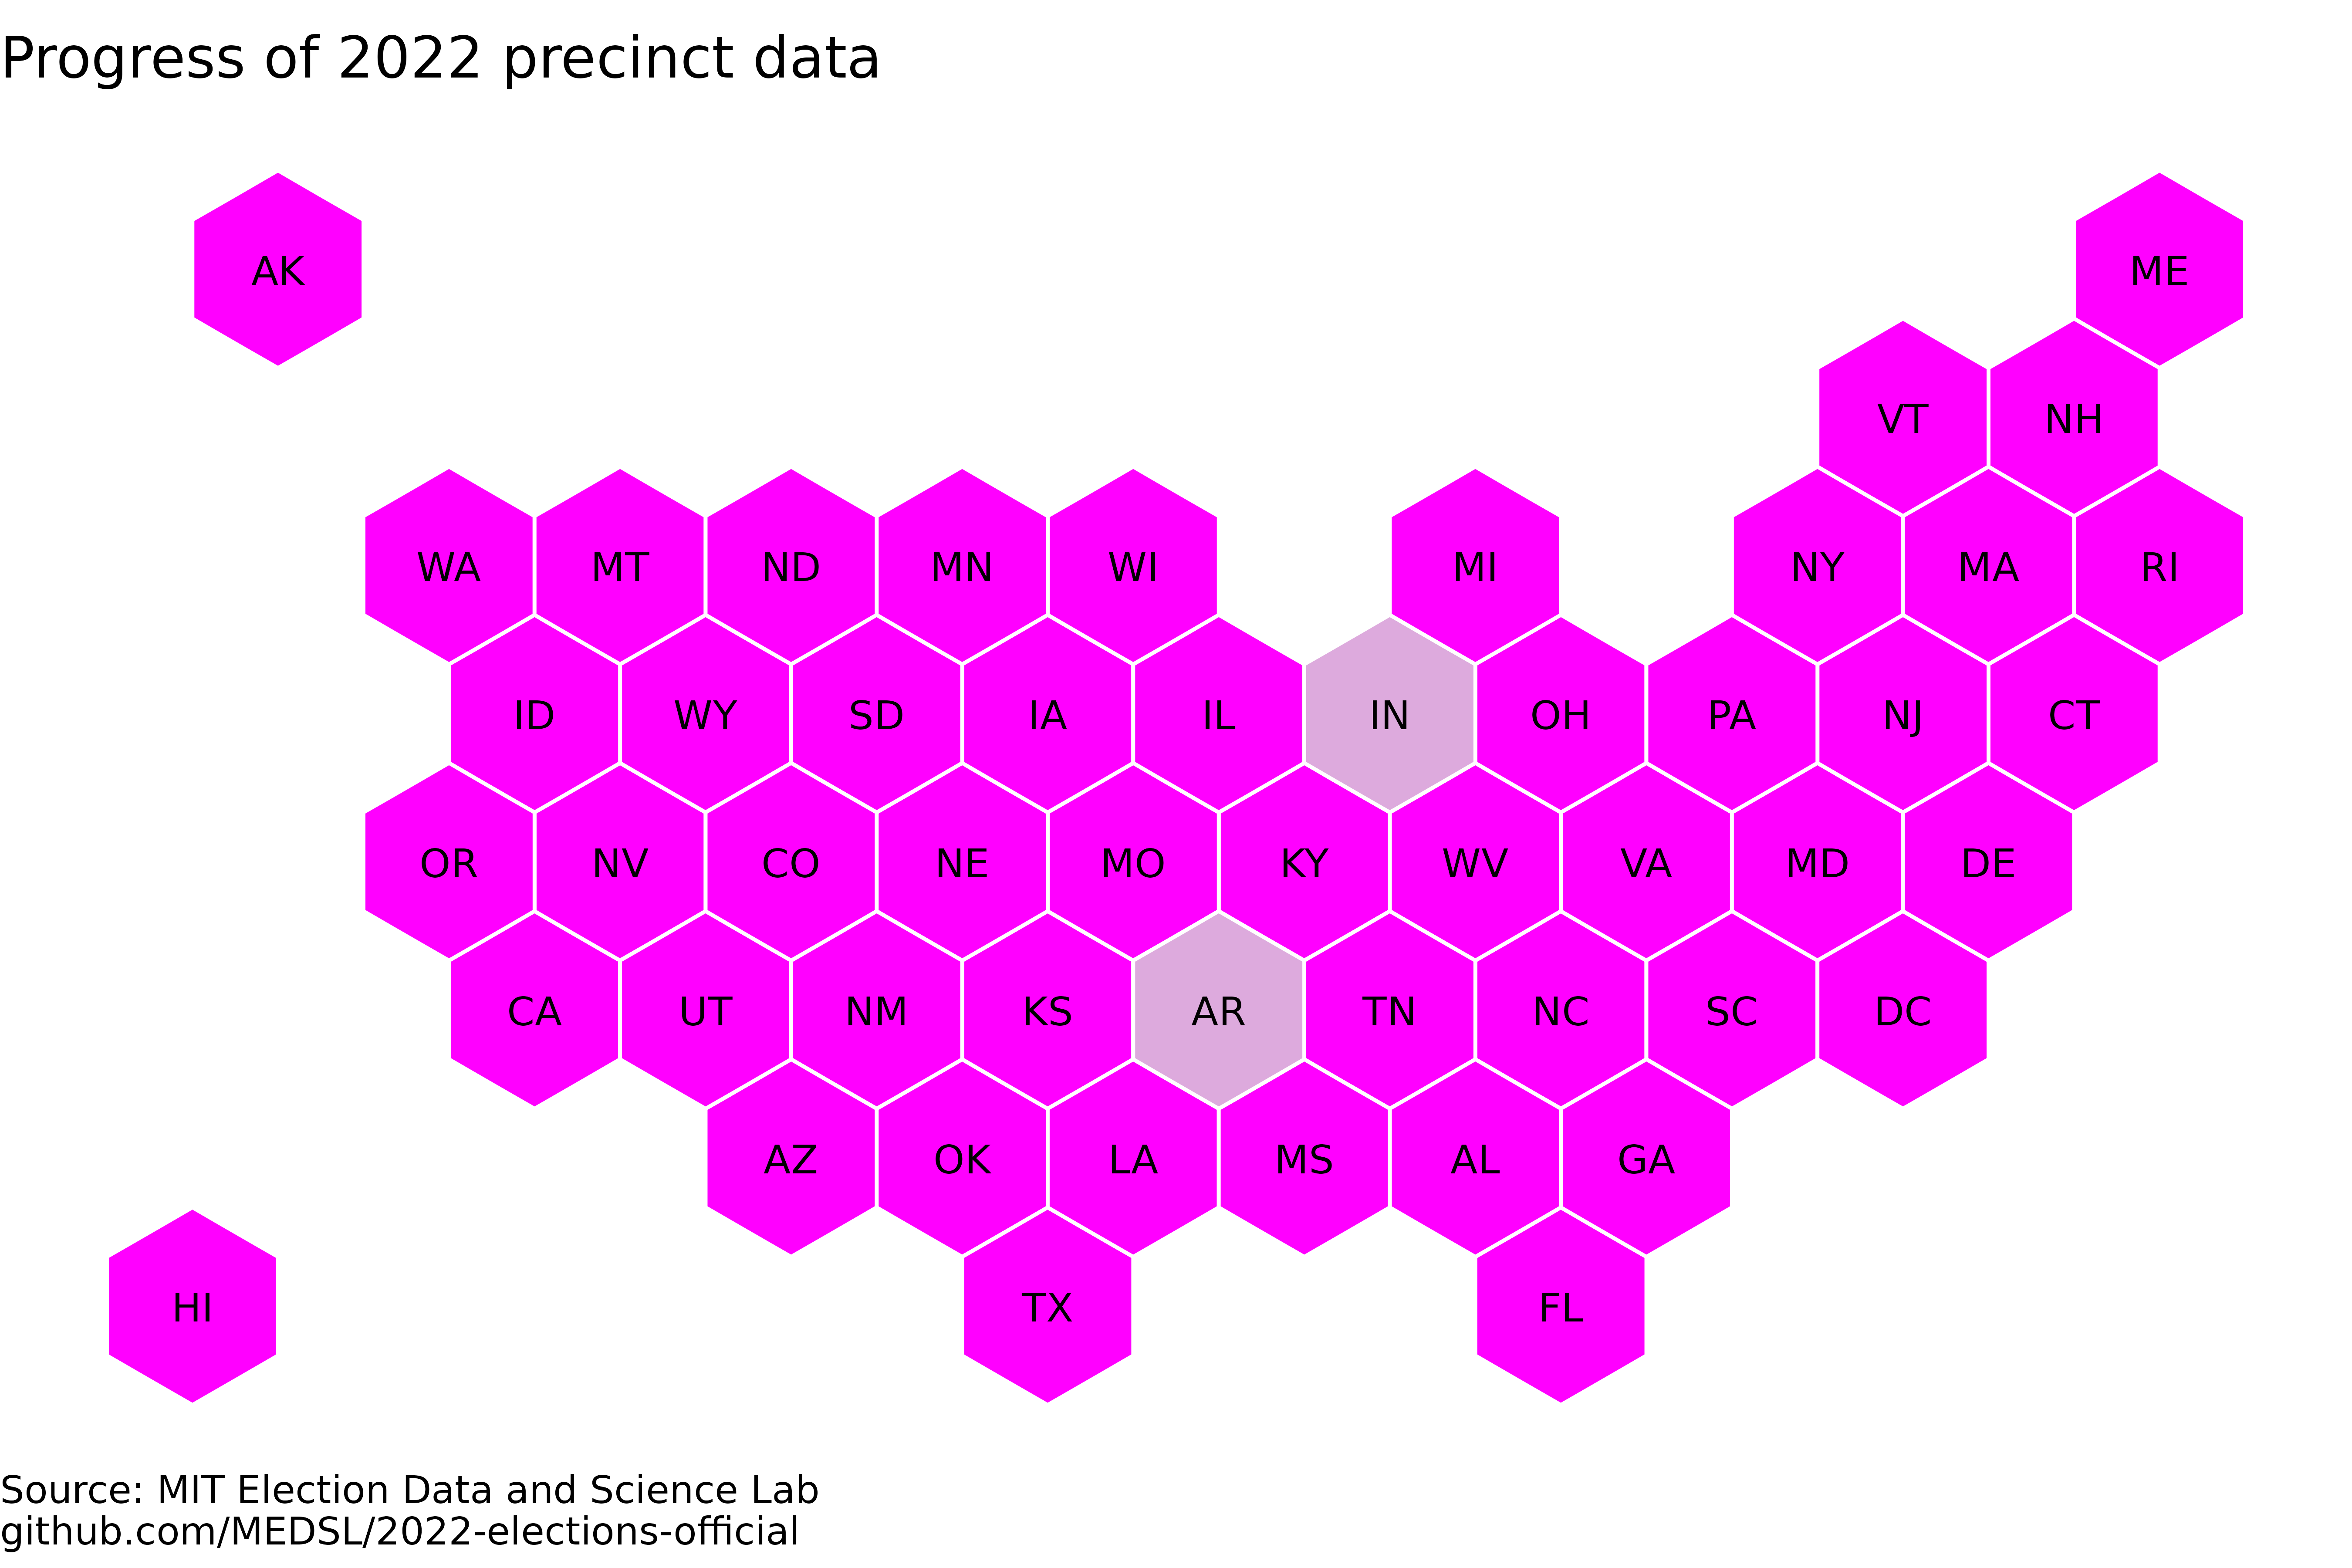 Progress of 2022 precinct data
AK ME
VT NH
WA MT ND MN WI MI NY MA RI
ID WY SD IA IL IN OH PA NJ CT
OR NV CO NE MO KY WV VA MD DE
CA UT NM KS AR TN NC SC DC
AZ OK LA MS AL GA
HI TX FL
Source: MIT Election Data and Science Lab
github.com/MEDSL/2022-elections-official